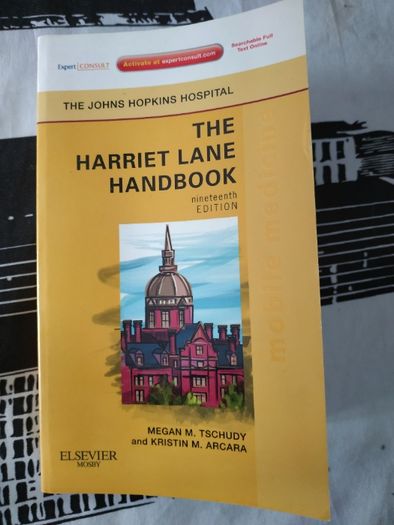 Expert CONSULT
Activate at expertconsult.com
Searchable Full
Text Online
THE JOHNS HOPKINS HOSPITAL
THE
HARRIET LANE
HANDBOOK
nineteenth
EDITION
mobile medicine
MEGAN M. TSCHUDY
and KRISTIN M. ARCARA
ELSEVIER
MOSBY